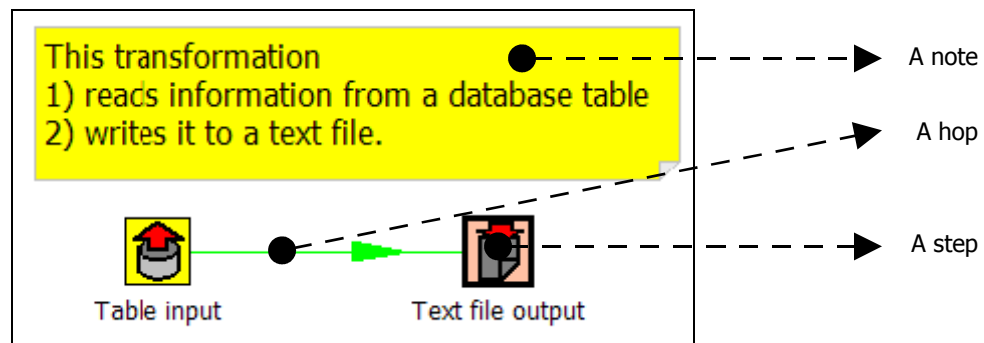 This transformation
1) reads information from a database table
2) writes it to a text file.
A note
A hop
A step
Table input
Text file output